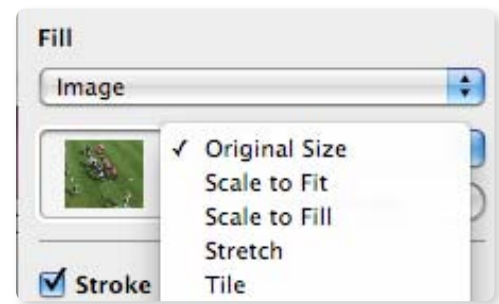 Fill
Image
✓ Original Size
Scale to Fit
Scale to Fill
Stretch
Stroke
Tile